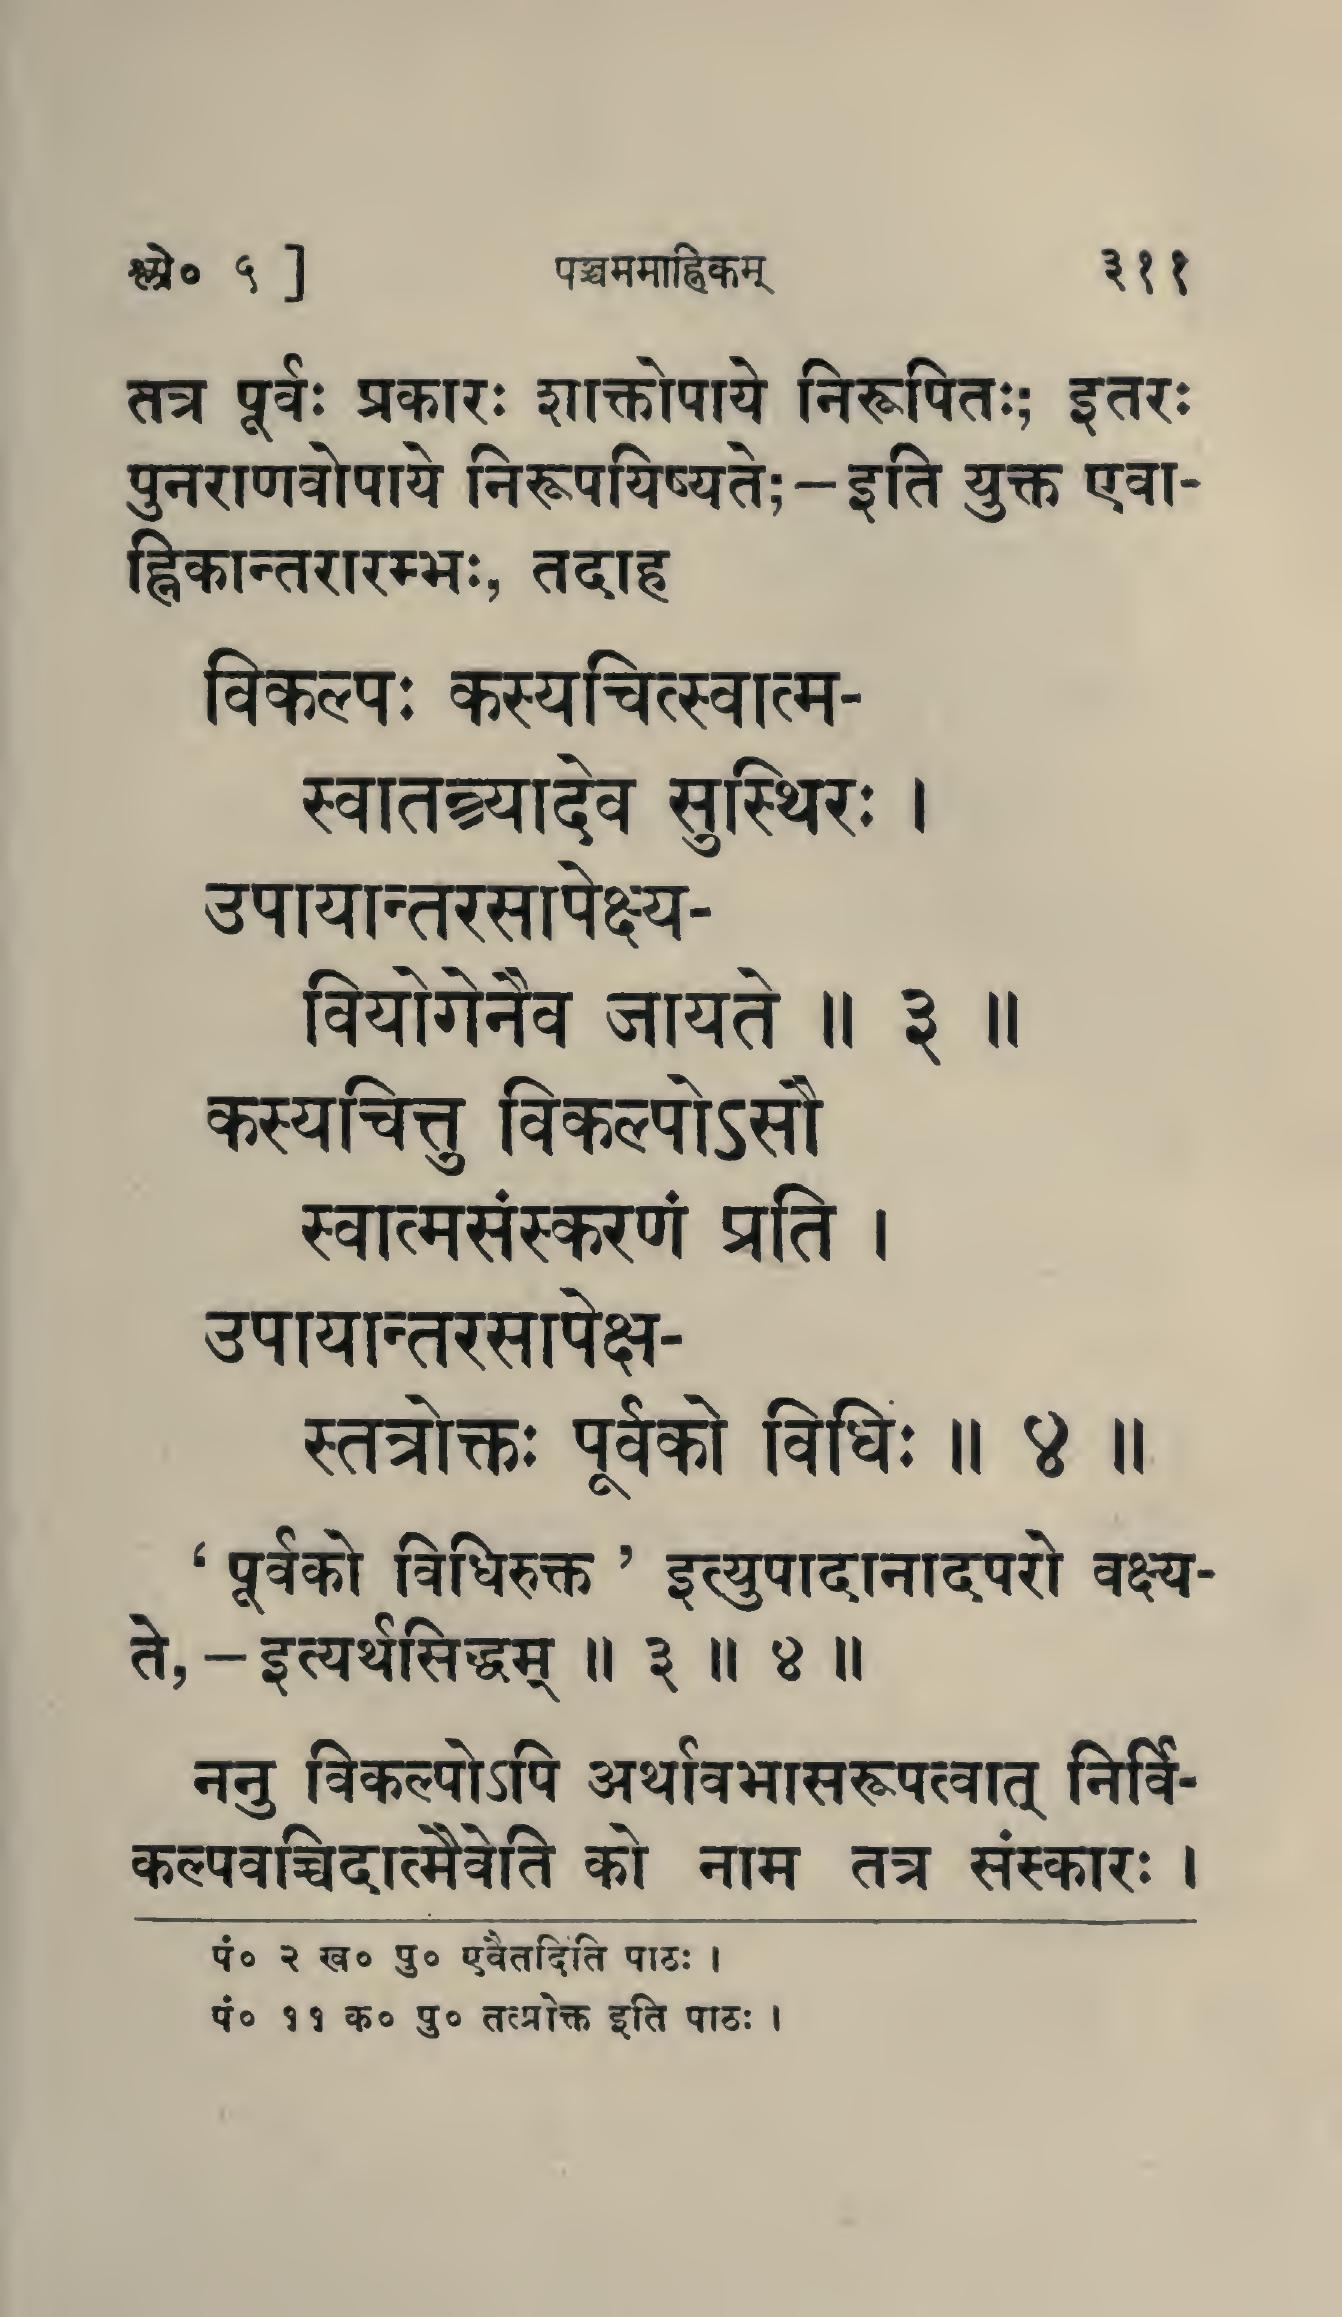 श्लो० ५ ] पञ्चममाह्निकम् ३११
तत्र पूर्वः प्रकारः शाक्तोपाये निरूपितः; इतरः
पुनराणवोपाये निरूपयिष्यते;—इति युक्त एवा-
ह्निकान्तरारम्भः, तदाह
विकल्पः कस्यचित्स्वात्म-
स्वातन्त्र्यादेव सुस्थिरः ।
उपायान्तरसापेक्ष्य-
वियोगेनैव जायते ॥ ३ ॥
कस्यचित्तु विकल्पोऽसौ
स्वात्मसंस्करणं प्रति ।
उपायान्तरसापेक्ष-
स्तत्रोक्तः पूर्वको विधिः ॥ ४ ॥
‘ पूर्वको विधिरुक्त ’ इत्युपादानादपरो वक्ष्य-
ते,—इत्यर्थसिद्धम् ॥ ३ ॥ ४ ॥
ननु विकल्पोऽपि अर्थावभासरूपत्वात् निर्वि-
कल्पवच्चिदात्मैवेति को नाम तत्र संस्कारः ।
पं० २ ख० पु० एवैतदिति पाठः ।
पं० ११ क० पु० तत्प्रोक्त इति पाठः ।